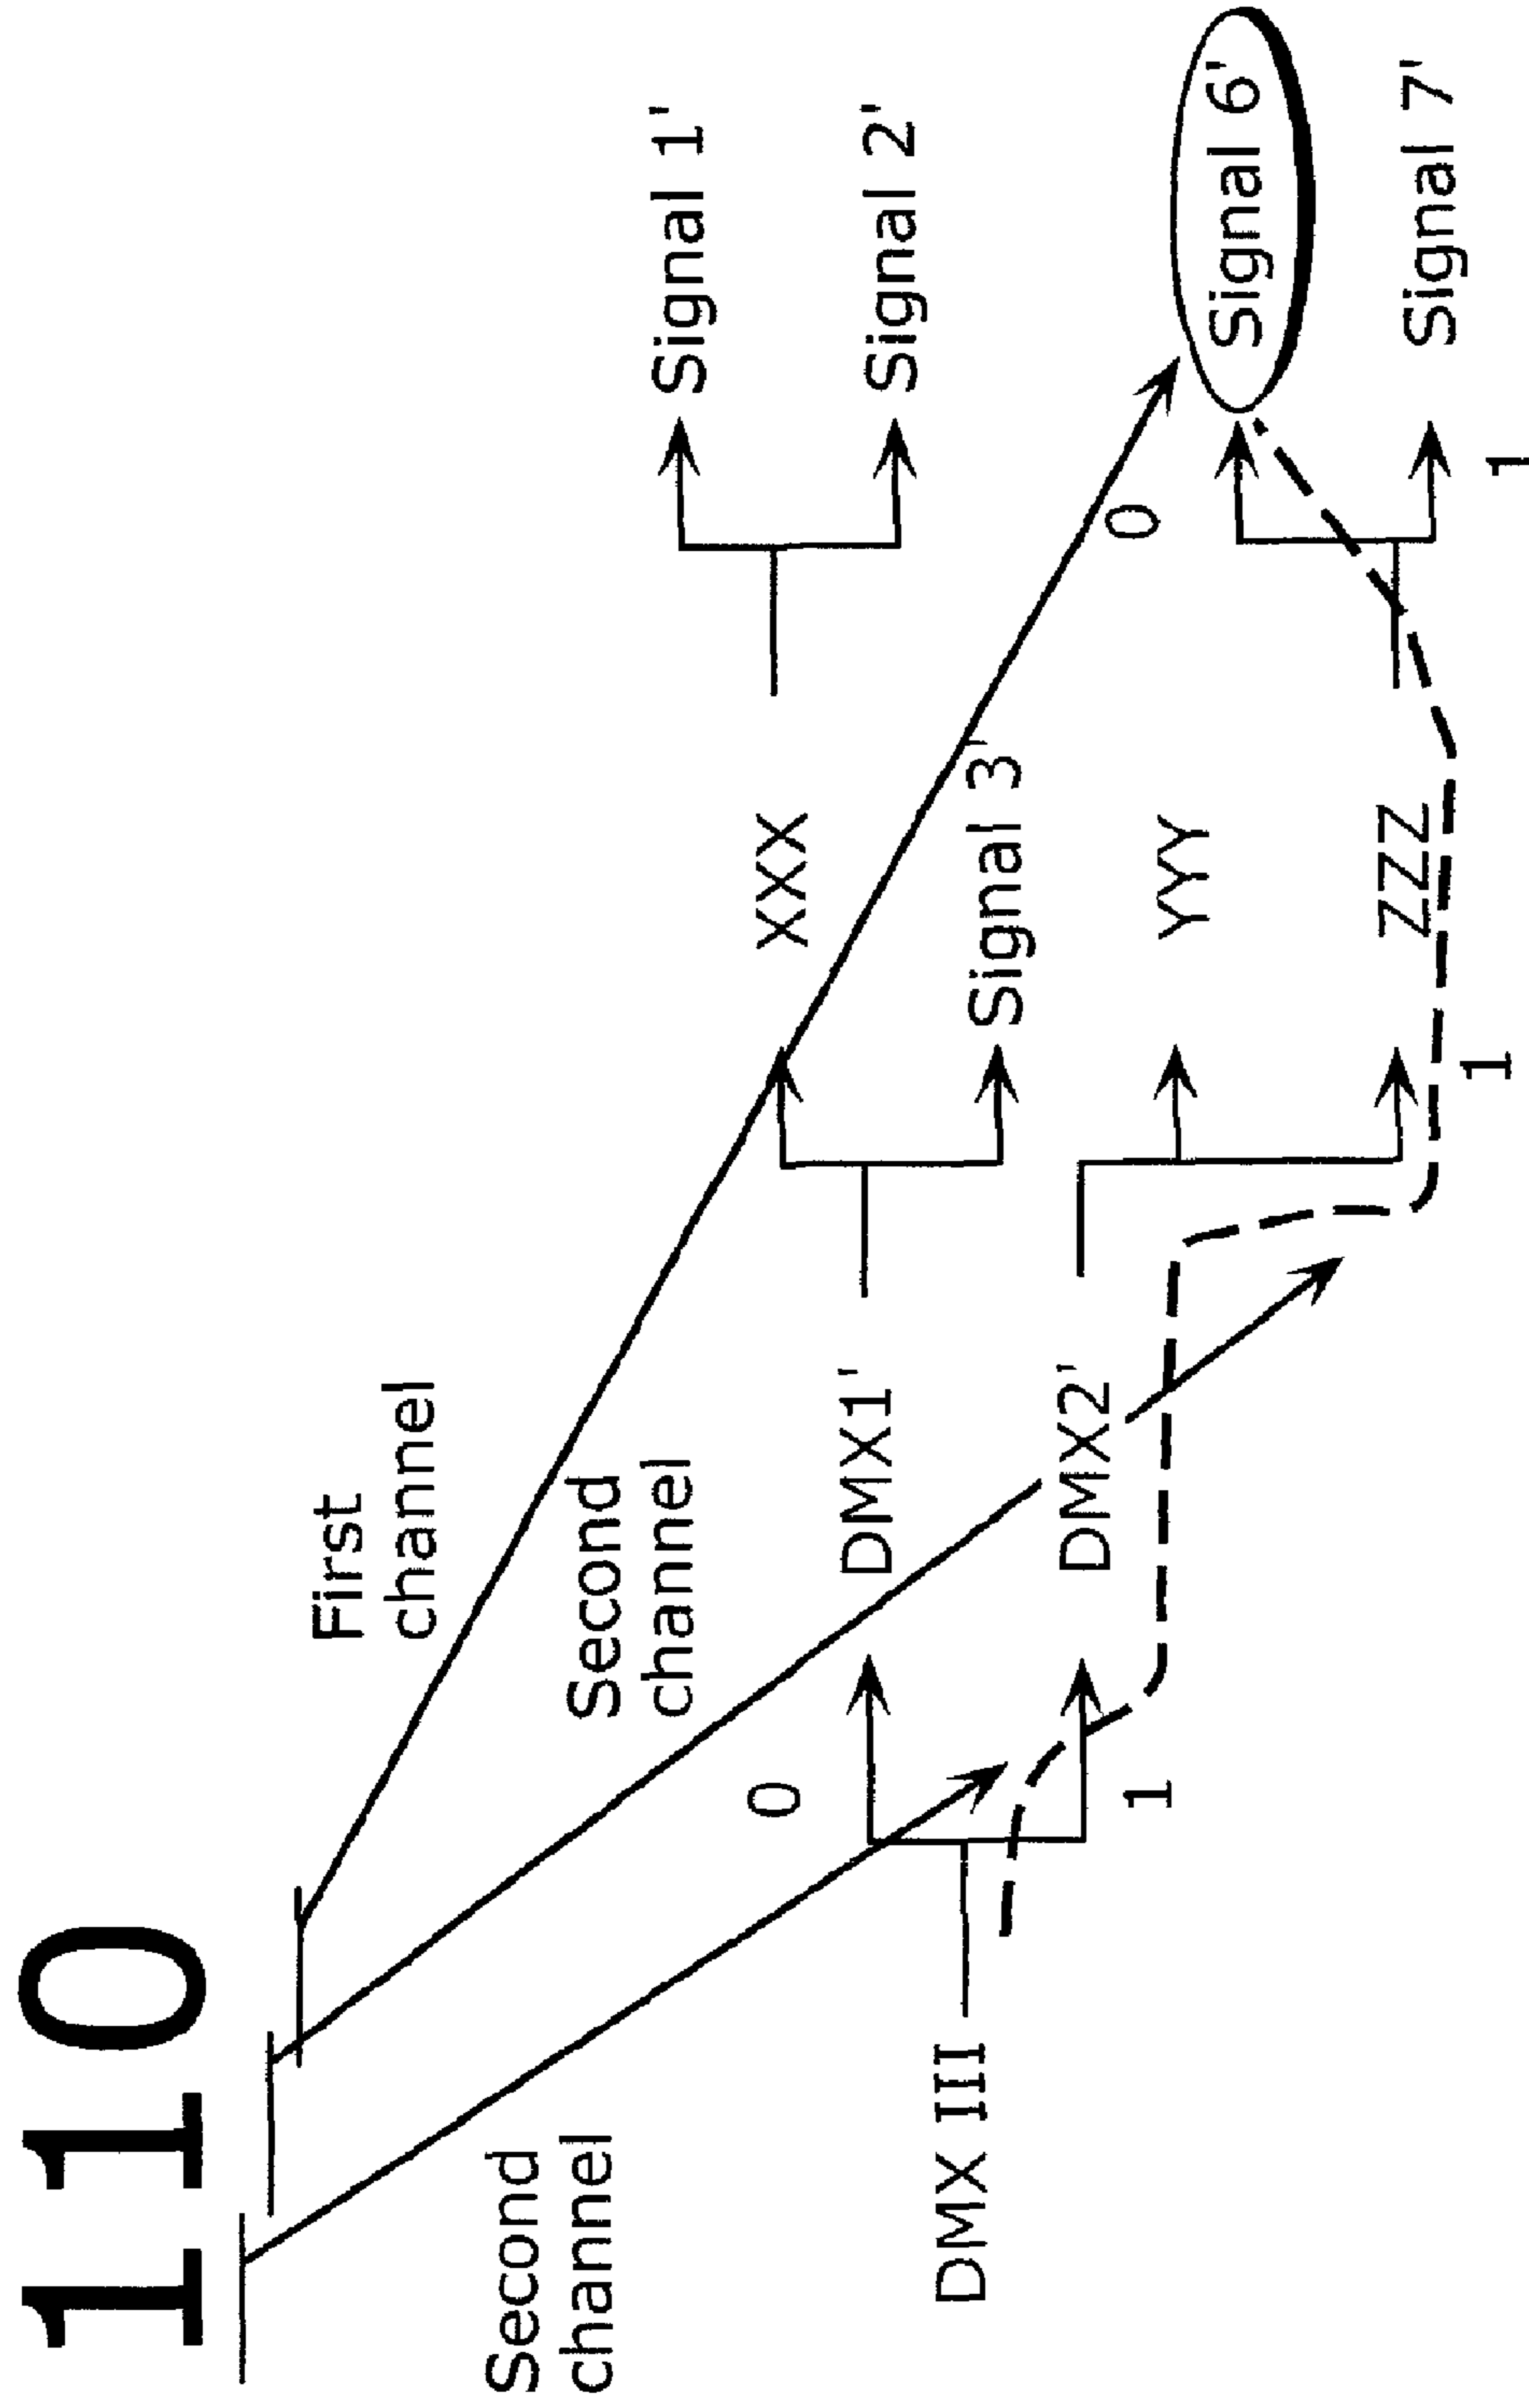 110
First
channel
Second
channel
Second
channel
Signal 1'
XXX
Signal 2'
0
DMX1'
Signal 3'
0
DMX III
DMX2'
YYY
Signal 6'
1
ZZZ
Signal 7'
1
1